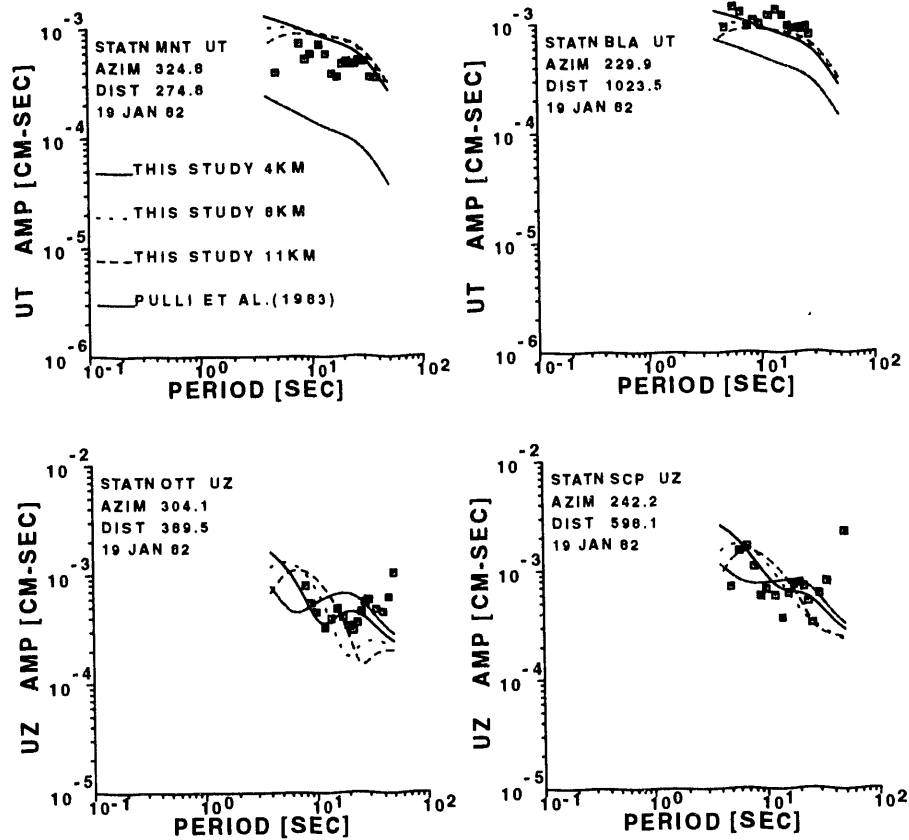 10-3
10-4
10-5
10-6
UT AMP [CM-SEC]
STATN MNT UT
AZIM 324.8
DIST 274.8
19 JAN 82
THIS STUDY 4KM
THIS STUDY 8KM
THIS STUDY 11KM
PULLI ET AL.(1983)
10-1 10 0 10 1 10 2
PERIOD [SEC]
10-3
10-4
10-5
10-6
UT AMP [CM-SEC]
STATN BLA UT
AZIM 229.9
DIST 1023.5
19 JAN 82
10-1 10 0 10 1 10 2
PERIOD [SEC]
10-2
10-3
10-4
10-5
UZ AMP [CM-SEC]
STATN OTT UZ
AZIM 304.1
DIST 389.5
19 JAN 82
10-1 10 0 10 1 10 2
PERIOD [SEC]
10-2
10-3
10-4
10-5
UZ AMP [CM-SEC]
STATN SCP UZ
AZIM 242.2
DIST 598.1
19 JAN 82
10-1 10 0 10 1 10 2
PERIOD [SEC]